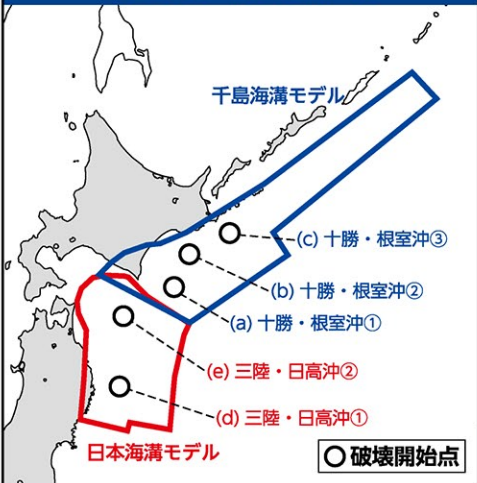 千島海溝モデル
(c) 十勝・根室沖③
(b) 十勝・根室沖②
(a) 十勝・根室沖①
(e) 三陸・日高沖②
(d) 三陸・日高沖①
日本海溝モデル
破壊開始点